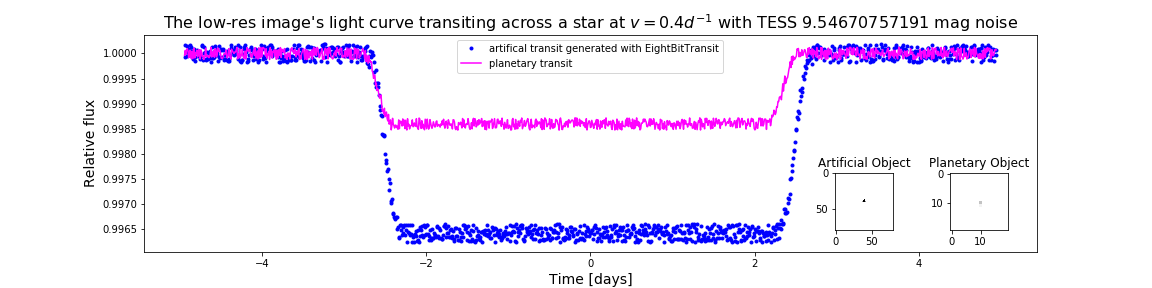 The low-res image's light curve transiting across a star at v = 0.4d⁻¹ with TESS 9.54670757191 mag noise
artifical transit generated with EightBitTransit
planetary transit
Relative flux
1.0000
0.9995
0.9990
0.9985
0.9980
0.9975
0.9970
0.9965
Artificial Object
0
50
0 50
Planetary Object
0
10
0 10
−4 −2 0 2 4
Time [days]